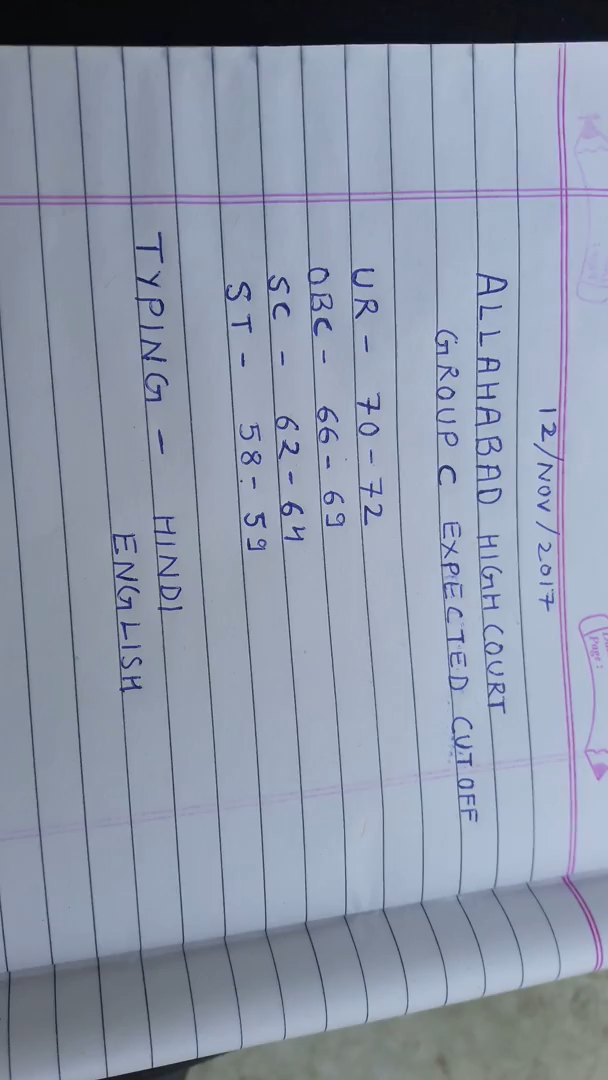 12/NOV/2017
ALLAHABAD HIGH COURT
GROUP C EXPECTED CUT OFF
UR - 70-72
OBC - 66-69
SC - 62-64
ST - 58-59
TYPING - HINDI
ENGLISH
Page: